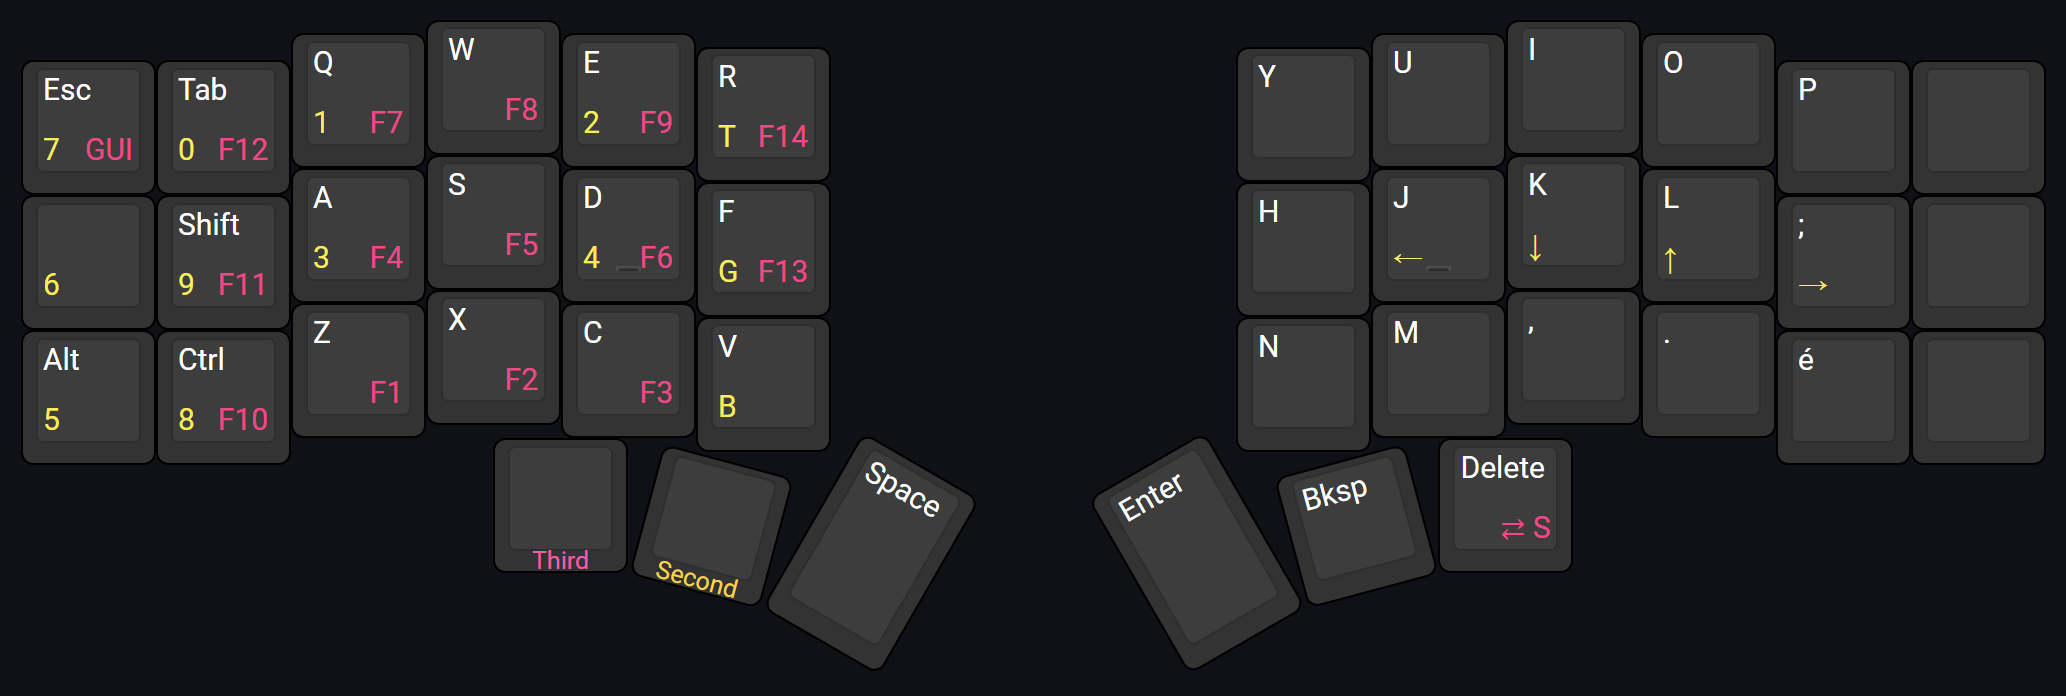 Esc
7 GUI
Tab
0 F12
Q
1 F7
W
F8
E
2 F9
R
T F14
Y
U
I
O
P
6
Shift
9 F11
A
3 F4
S
F5
D
4 _ F6
F
G F13
H
J
← _
K
↓
L
↑
;
→
Alt
5
Ctrl
8 F10
Z
F1
X
F2
C
F3
V
B
N
M
,
.
é
Third
Second
Space
Enter
Bksp
Delete
⇄ S